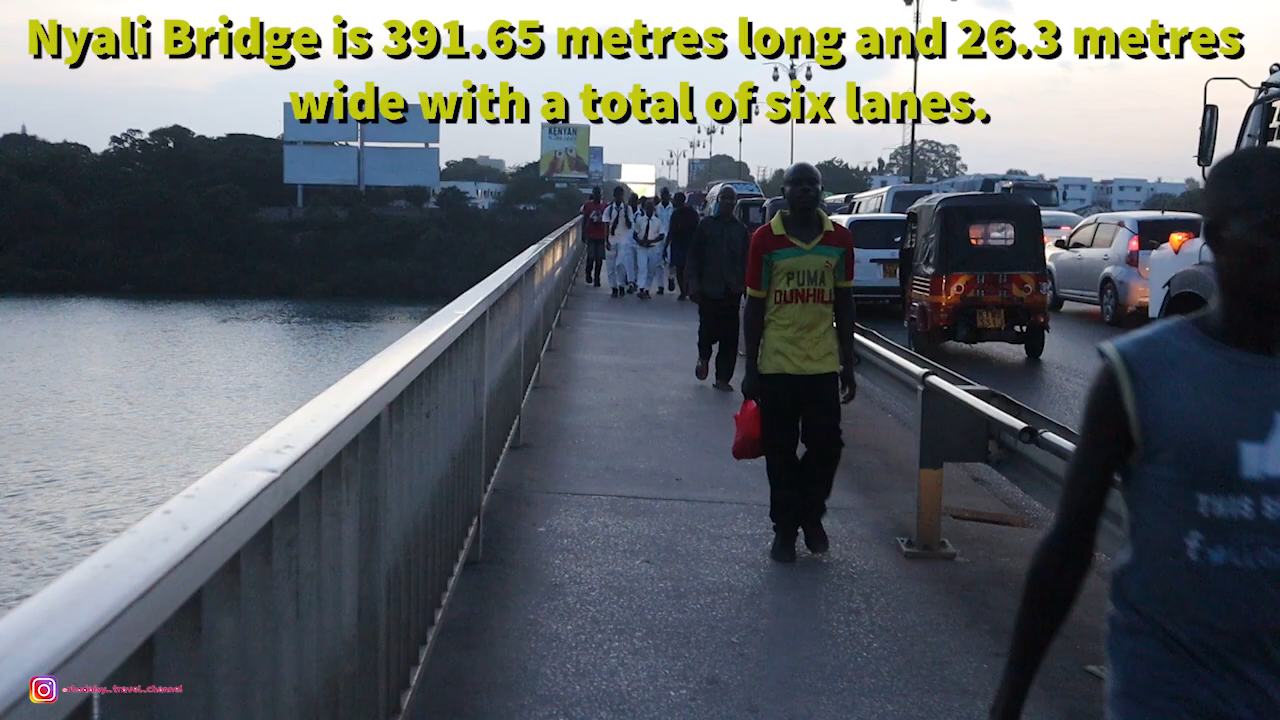 Nyali Bridge is 391.65 metres long and 26.3 metres
wide with a total of six lanes.
KENYAN
PUMA
DUNHILL
THIS